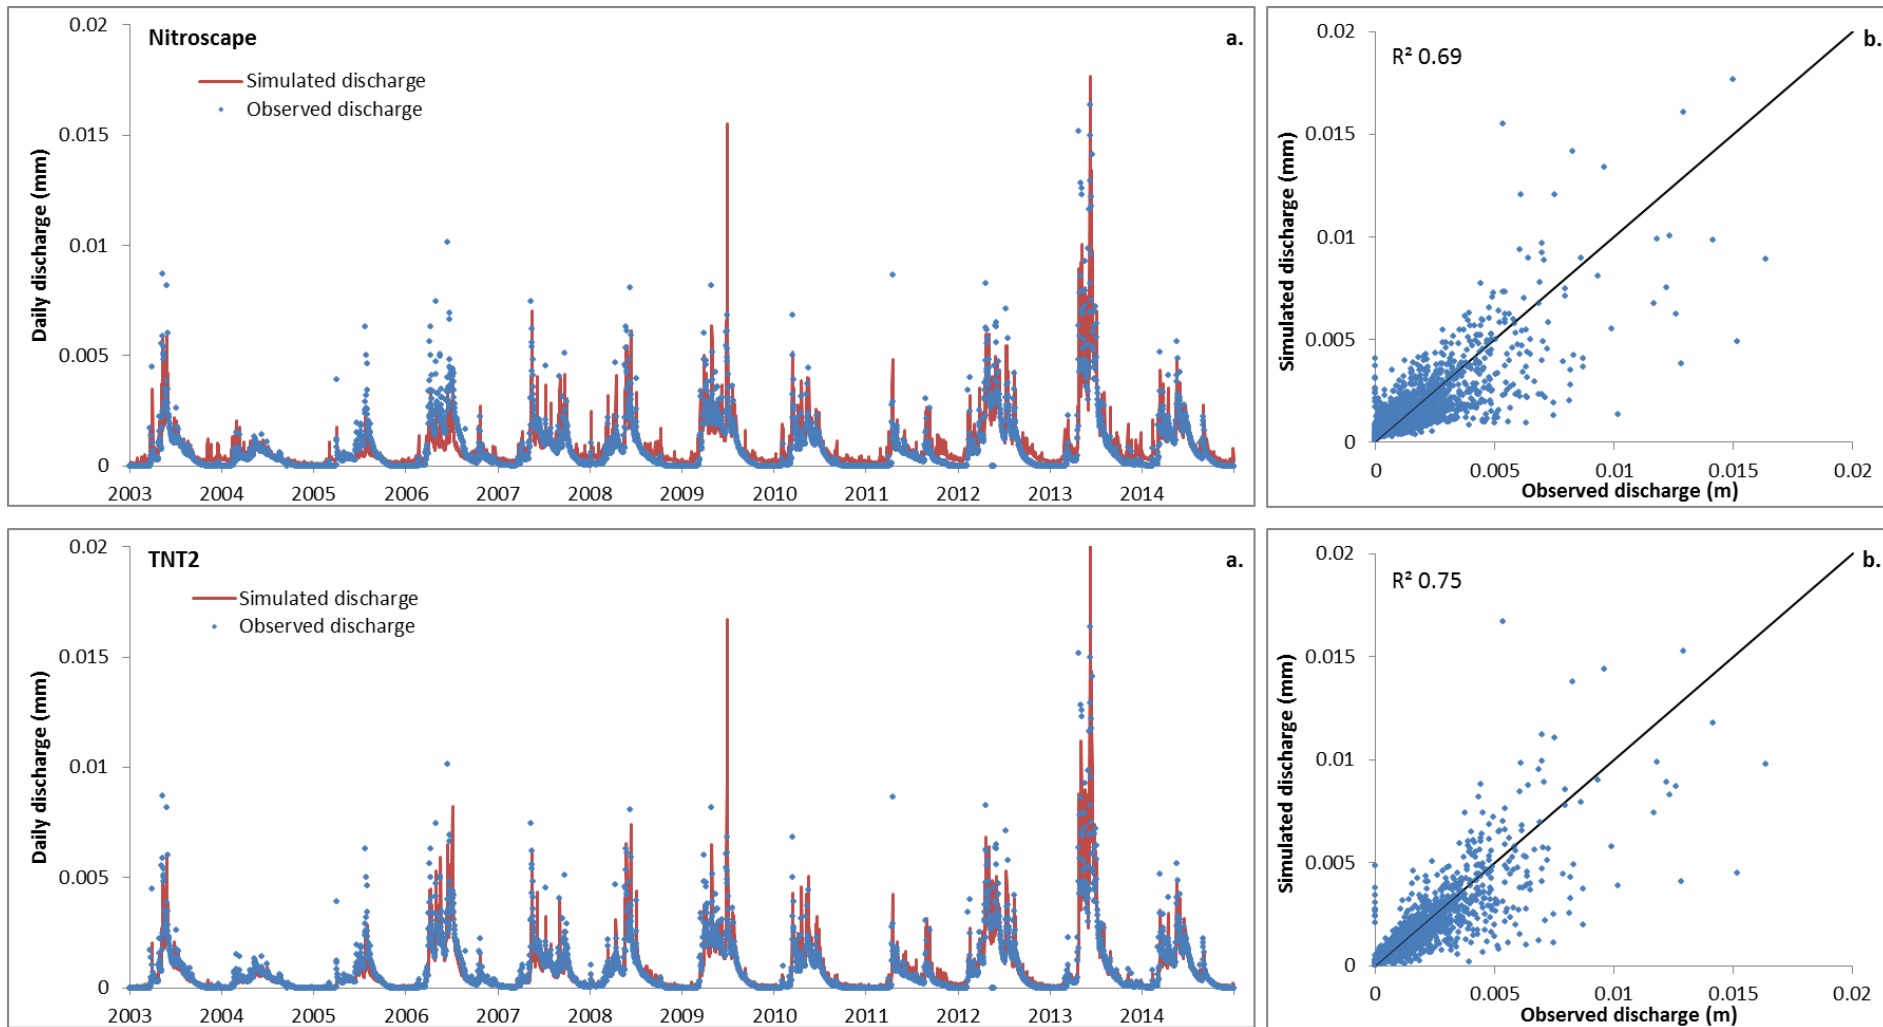 Nitroscape
a.
Simulated discharge
Observed discharge
Daily discharge (mm)
0.02
0.015
0.01
0.005
0
2003 2004 2005 2006 2007 2008 2009 2010 2011 2012 2013 2014
b.
R² 0.69
Simulated discharge (mm)
0.02
0.015
0.01
0.005
0
0 0.005 0.01 0.015 0.02
Observed discharge (m)
TNT2
a.
Simulated discharge
Observed discharge
Daily discharge (mm)
0.02
0.015
0.01
0.005
0
2003 2004 2005 2006 2007 2008 2009 2010 2011 2012 2013 2014
b.
R² 0.75
Simulated discharge (mm)
0.02
0.015
0.01
0.005
0
0 0.005 0.01 0.015 0.02
Observed discharge (m)